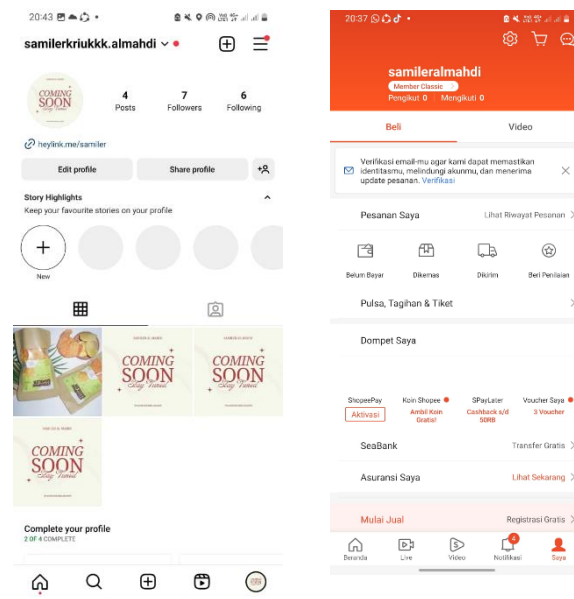 20:43
samilerkriukkk.almahdi
COMING
SOON
4
Posts
7
Followers
6
Following
heylink.me/samiler
Edit profile
Share profile
Story Highlights
Keep your favourite stories on your profile
New
COMING
SOON
Stay Tuned
COMING
SOON
Stay Tuned
COMING
SOON
Stay Tuned
Complete your profile
2 OF 4 COMPLETE
20:37
samileralmahdi
Member Classic
Pengikut 0 Mengikuti 0
Beli
Video
Verifikasi email-mu agar kami dapat memastikan
identitasmu, melindungi akunmu, dan menerima
update pesanan. Verifikasi
Pesanan Saya
Lihat Riwayat Pesanan
Belum Bayar
Dikemas
Dikirim
Beri Penilaian
Pulsa, Tagihan & Tiket
Dompet Saya
ShopeePay
Koin Shopee
SPayLater
Voucher Saya
Aktivasi
Ambil Koin
Gratis!
Cashback s/d
50RB
3 Voucher
SeaBank
Transfer Gratis
Asuransi Saya
Lihat Sekarang
Mulai Jual
Registrasi Gratis
4
Beranda
Live
Video
Notifikasi
Saya